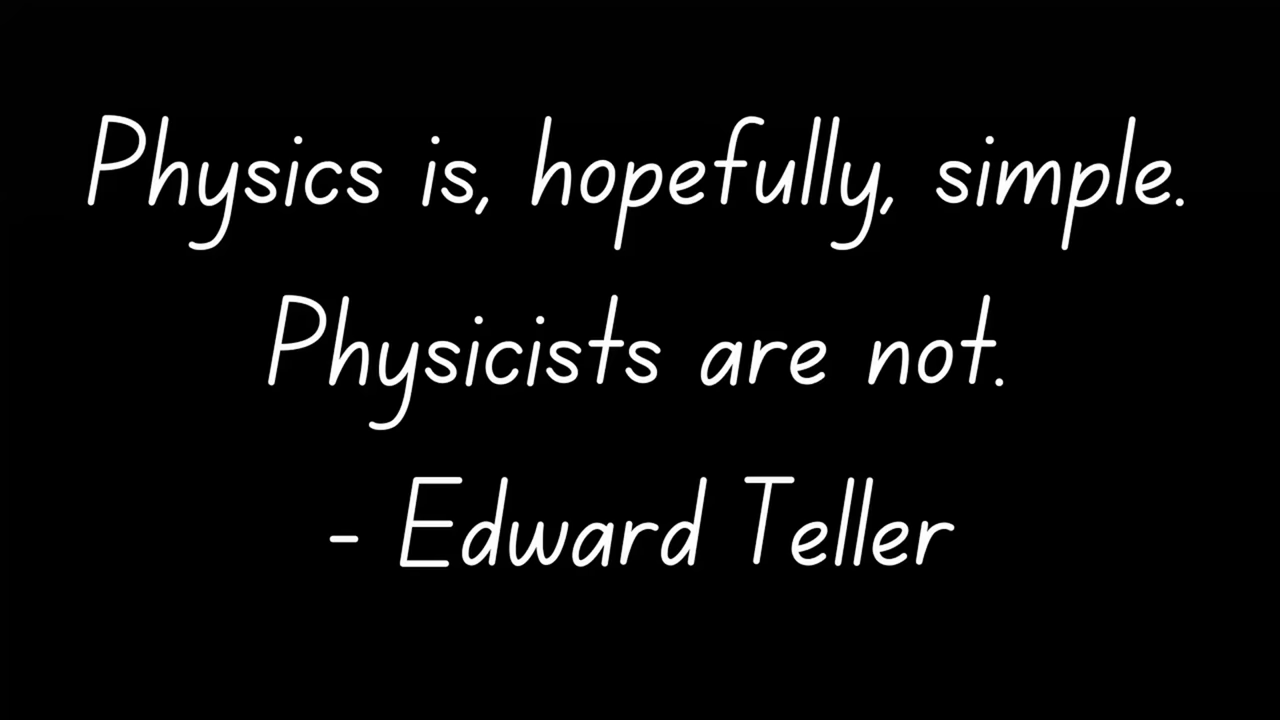 Physics is, hopefully, simple.
Physicists are not.
- Edward Teller